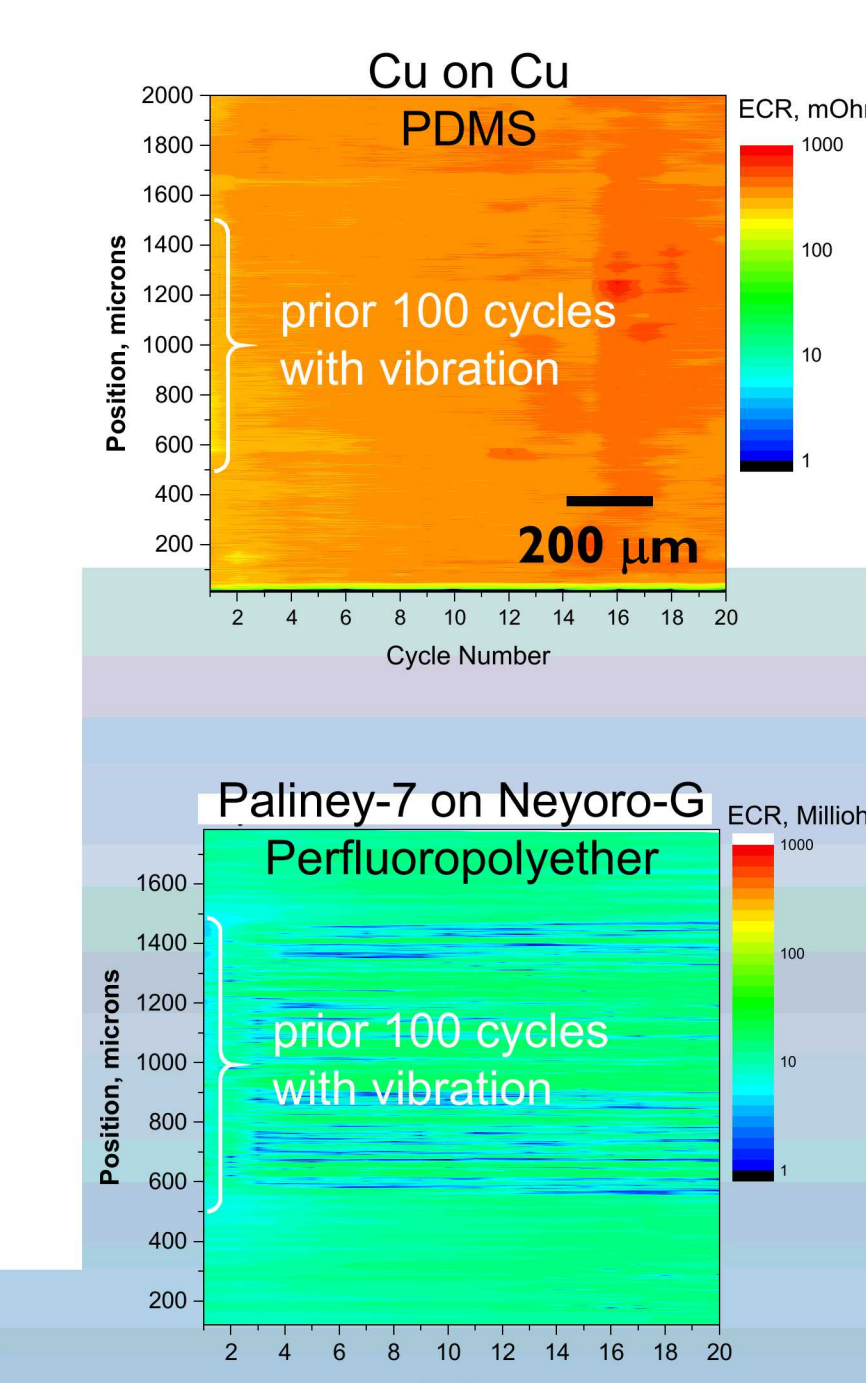 Cu on Cu
PDMS
ECR, mOhm
2000
1800
1600
1400
1200
1000
800
600
400
200
Position, microns
prior 100 cycles
with vibration
200 μm
1000
100
10
1
2 4 6 8 10 12 14 16 18 20
Cycle Number
Paliney-7 on Neyoro-G
Perfluoropolyether
ECR, Millioh
1600
1400
1200
1000
800
600
400
200
Position, microns
prior 100 cycles
with vibration
1000
100
10
1
2 4 6 8 10 12 14 16 18 20